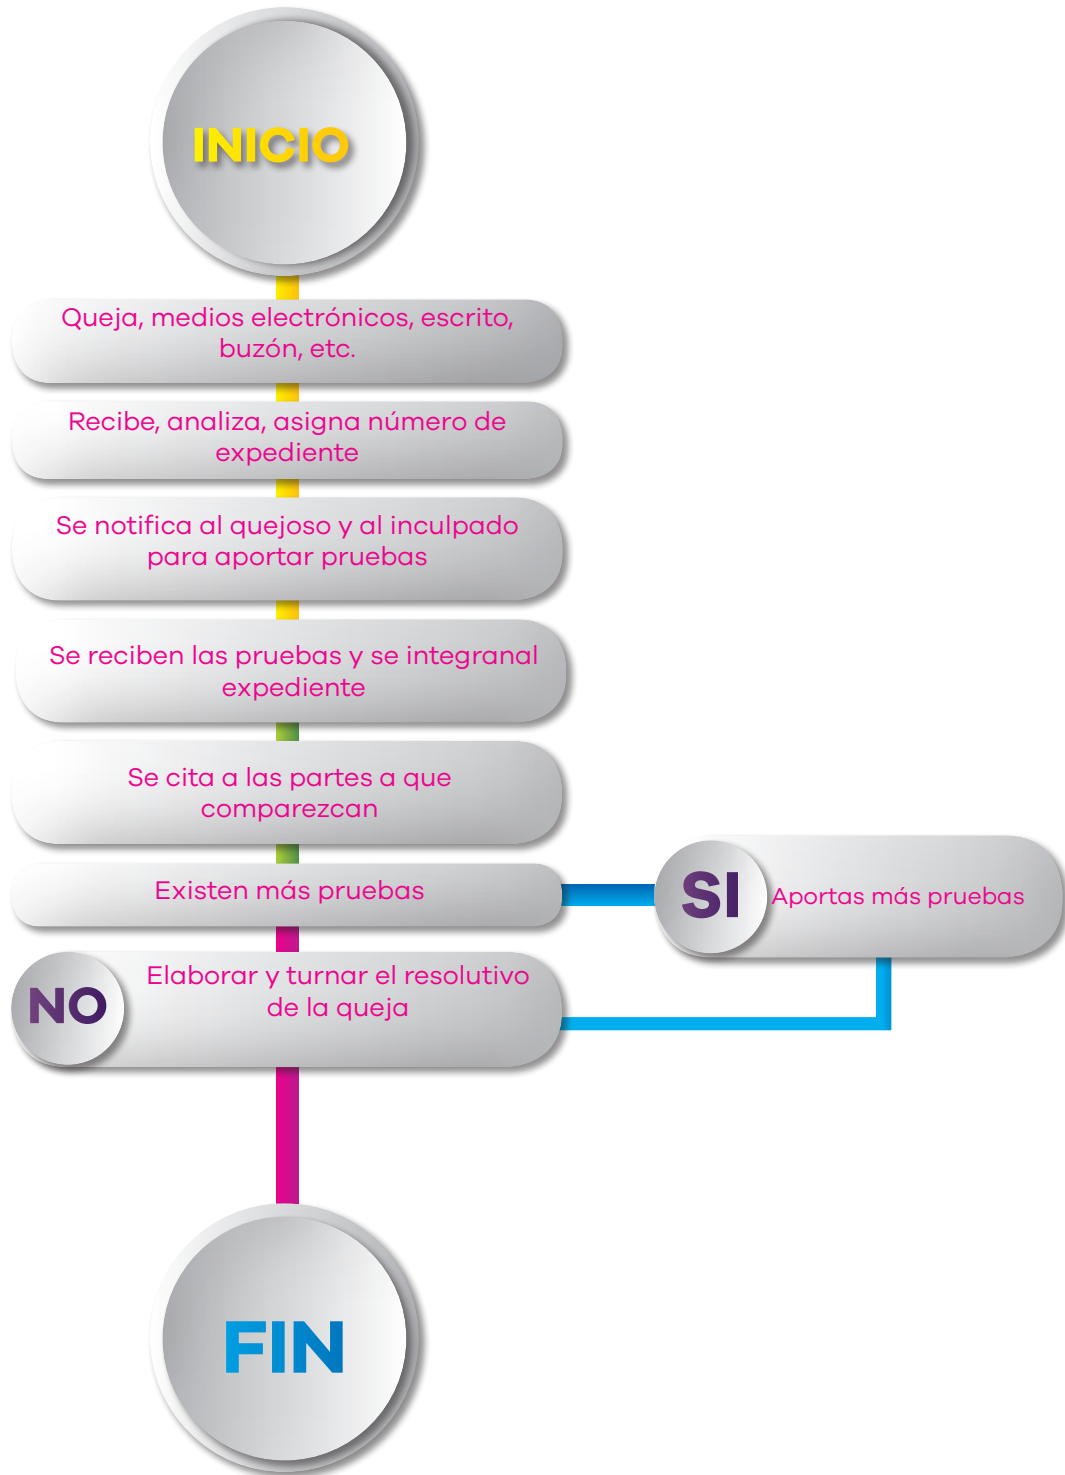 INICIO
Queja, medios electrónicos, escrito,
buzón, etc.
Recibe, analiza, asigna número de
expediente
Se notifica al quejoso y al inculpado
para aportar pruebas
Se reciben las pruebas y se integranal
expediente
Se cita a las partes a que
comparezcan
Existen más pruebas
SI
Aportas más pruebas
NO
Elaborar y turnar el resolutivo
de la queja
FIN